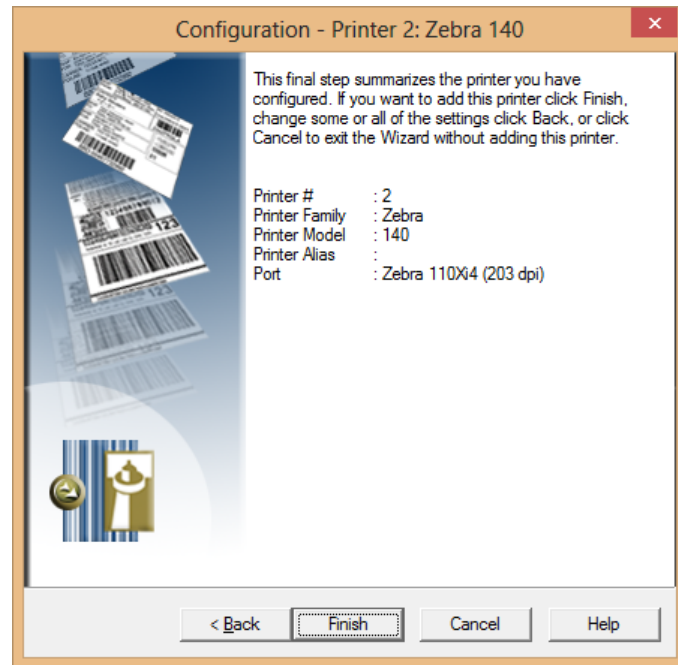 Configuration - Printer 2: Zebra 140
This final step summarizes the printer you have
configured. If you want to add this printer click Finish,
change some or all of the settings click Back, or click
Cancel to exit the Wizard without adding this printer.
Printer # : 2
Printer Family : Zebra
Printer Model : 140
Printer Alias :
Port : Zebra 110Xi4 (203 dpi)
< Back
Finish
Cancel
Help